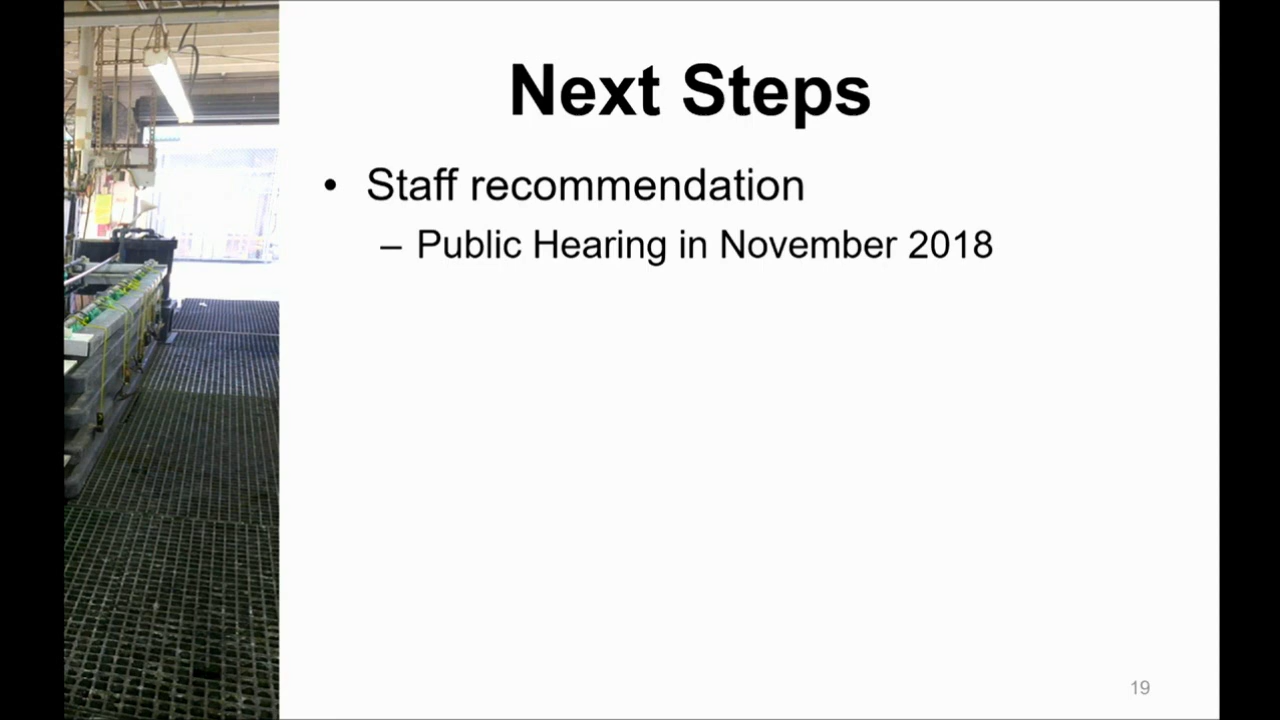 Next Steps
• Staff recommendation
– Public Hearing in November 2018
19